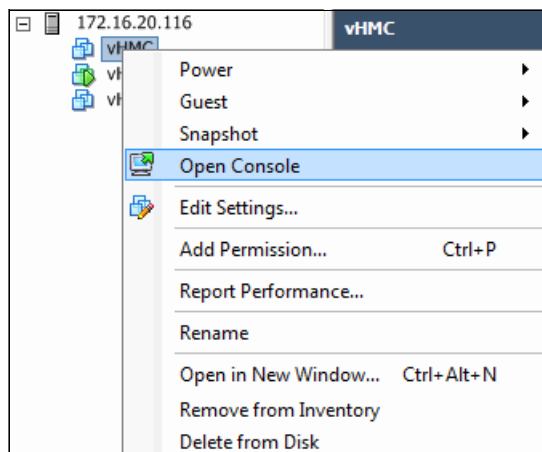 172.16.20.116
vHMC
vHMC
Power
Guest
Snapshot
Open Console
Edit Settings...
Add Permission... Ctrl+P
Report Performance...
Rename
Open in New Window... Ctrl+Alt+N
Remove from Inventory
Delete from Disk